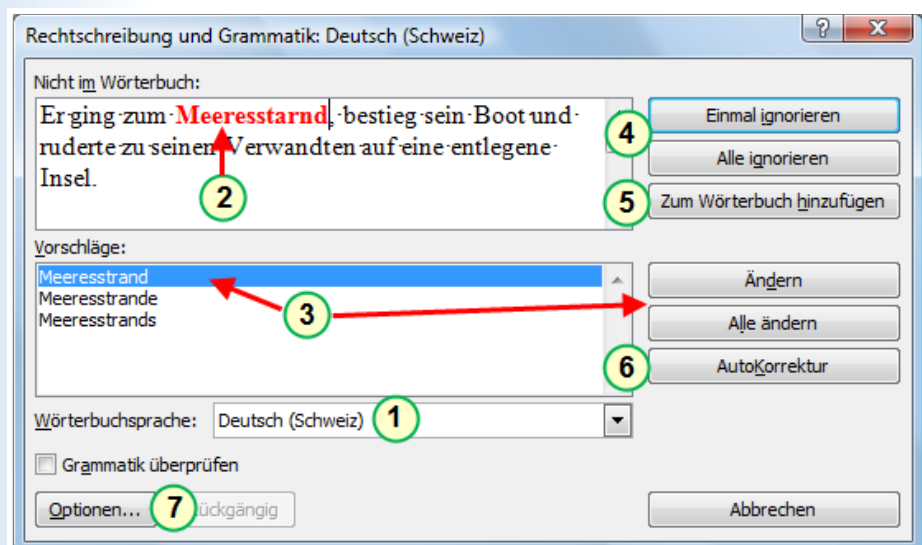 Rechtschreibung und Grammatik: Deutsch (Schweiz)
Nicht im Wörterbuch:
Er ging zum Meeresstarnd, bestieg sein Boot und
ruderte zu seinen Verwandten auf eine entlegene
Insel.
2
4
Einmal ignorieren
Alle ignorieren
5
Zum Wörterbuch hinzufügen
Vorschläge:
Meeresstrand
Meeresstrande
Meeresstrands
3
Ändern
Alle ändern
6
AutoKorrektur
Wörterbuchsprache: Deutsch (Schweiz) 1
Grammatik überprüfen
Optionen... 7
Abbrechen